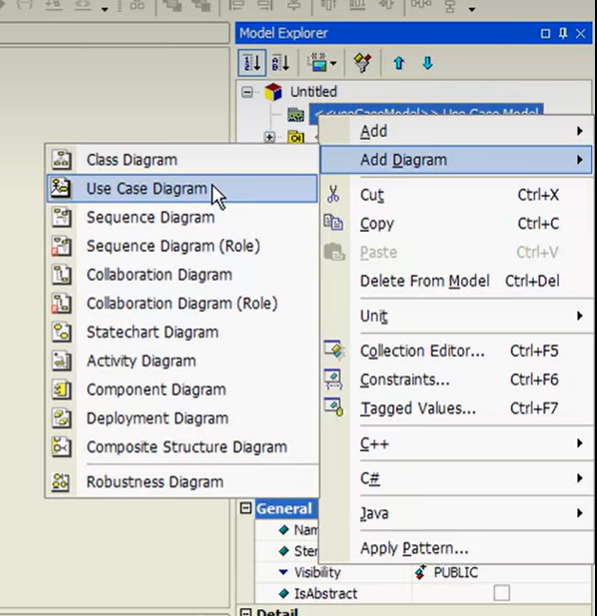 Model Explorer
Untitled
<<useCaseModel>> Use Case Model
Add
Add Diagram
Cut Ctrl+X
Copy Ctrl+C
Paste Ctrl+V
Delete From Model Ctrl+Del
Unit
Collection Editor... Ctrl+F5
Constraints... Ctrl+F6
Tagged Values... Ctrl+F7
C++
C#
Java
Apply Pattern...
Class Diagram
Use Case Diagram
Sequence Diagram
Sequence Diagram (Role)
Collaboration Diagram
Collaboration Diagram (Role)
Statechart Diagram
Activity Diagram
Component Diagram
Deployment Diagram
Composite Structure Diagram
Robustness Diagram
General
Visibility PUBLIC
IsAbstract
Detail